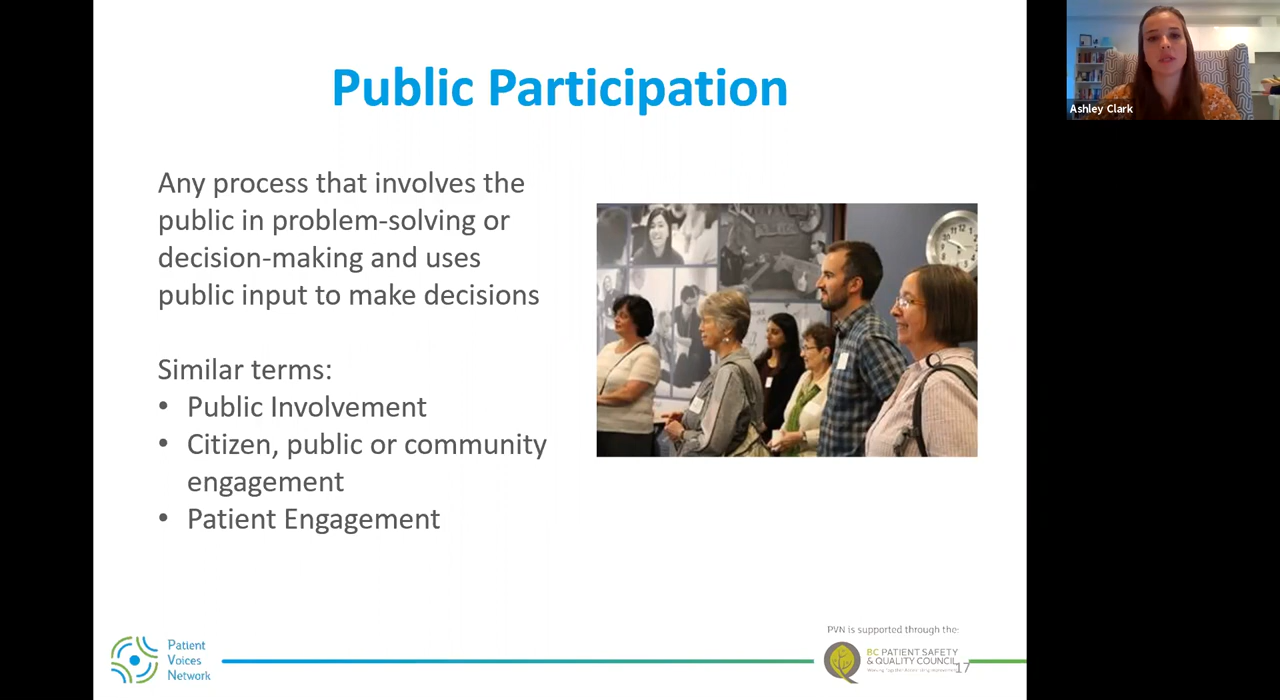 Public Participation
Ashley Clark
Any process that involves the
public in problem-solving or
decision-making and uses
public input to make decisions
Similar terms:
• Public Involvement
• Citizen, public or community
engagement
• Patient Engagement
Patient
Voices
Network
PVN is supported through the:
BC PATIENT SAFETY
& QUALITY COUNCIL
17